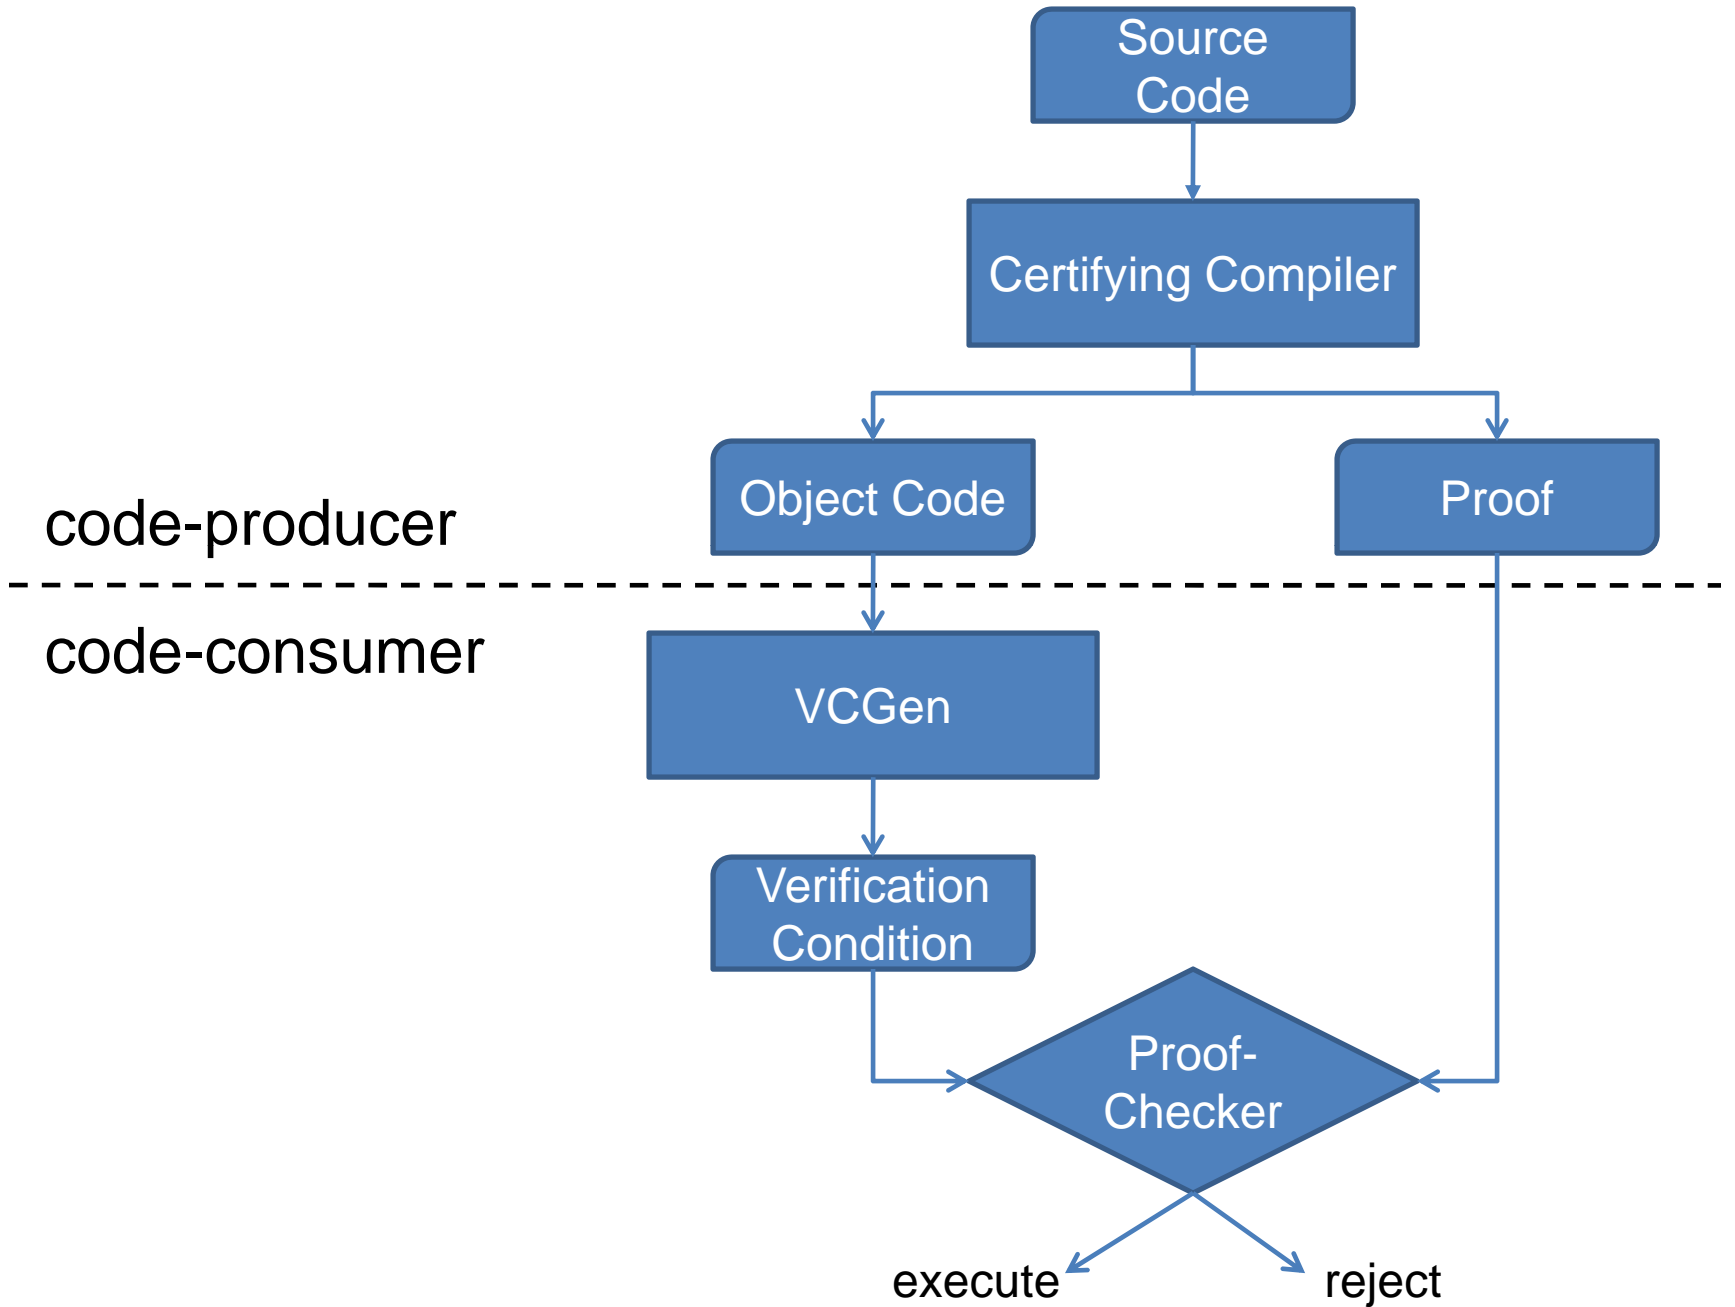 Source
Code
Certifying Compiler
Object Code
Proof
code-producer
code-consumer
VCGen
Verification
Condition
Proof-
Checker
execute
reject